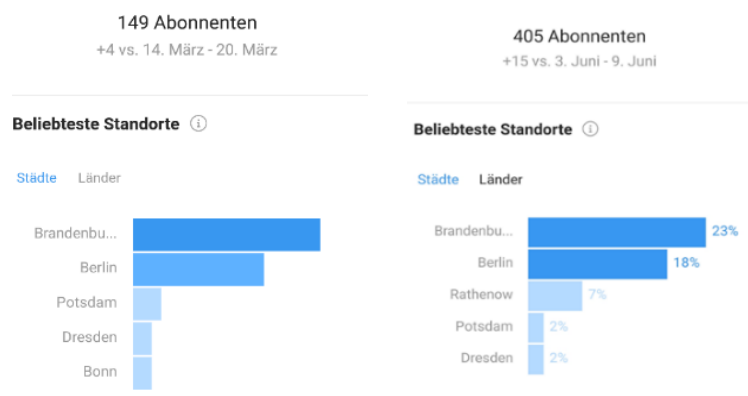 149 Abonnenten
+4 vs. 14. März - 20. März
Beliebteste Standorte
Städte Länder
Brandenbu...
Berlin
Potsdam
Dresden
Bonn
405 Abonnenten
+15 vs. 3. Juni - 9. Juni
Beliebteste Standorte
Städte Länder
Brandenbu... 23%
Berlin 18%
Rathenow 7%
Potsdam 2%
Dresden 2%